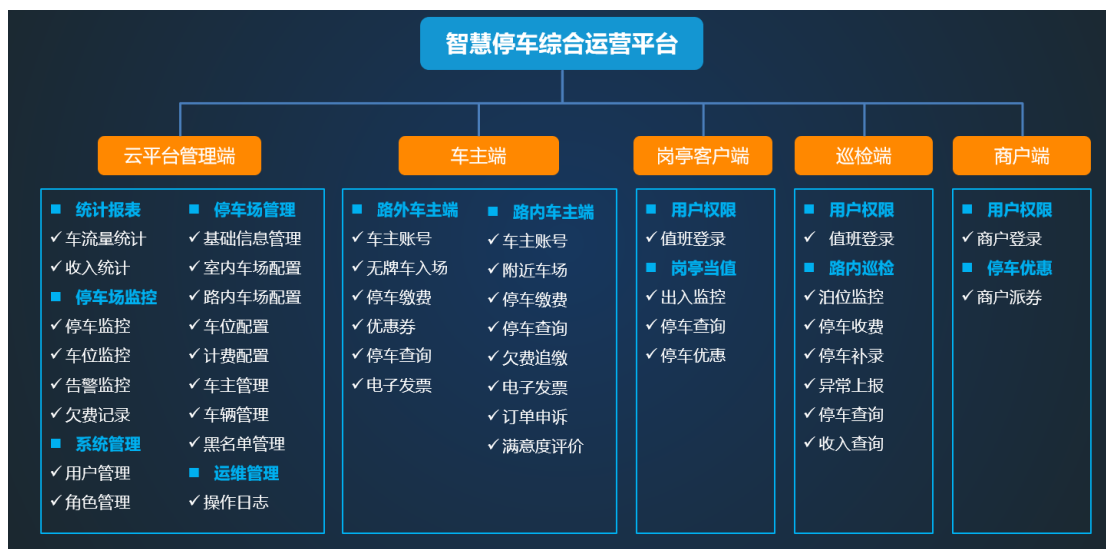 智慧停车综合运营平台
云平台管理端
车主端
岗亭客户端
巡检端
商户端
■ 统计报表
✓车流量统计
✓收入统计
■ 停车场监控
✓停车监控
✓车位监控
✓告警监控
✓欠费记录
■ 系统管理
✓用户管理
✓角色管理
■ 停车场管理
✓基础信息管理
✓室内车场配置
✓路内车场配置
✓车位配置
✓计费配置
✓车主管理
✓车辆管理
✓黑名单管理
■ 运维管理
✓操作日志
■ 路外车主端
✓车主账号
✓无牌车入场
✓停车缴费
✓优惠券
✓停车查询
✓电子发票
■ 路内车主端
✓车主账号
✓附近车场
✓停车缴费
✓停车查询
✓欠费追缴
✓电子发票
✓订单申诉
✓满意度评价
■ 用户权限
✓值班登录
■ 岗亭当值
✓出入监控
✓停车查询
✓停车优惠
■ 用户权限
✓ 值班登录
■ 路内巡检
✓泊位监控
✓停车收费
✓停车补录
✓异常上报
✓停车查询
✓收入查询
■ 用户权限
✓商户登录
■ 停车优惠
✓商户派券